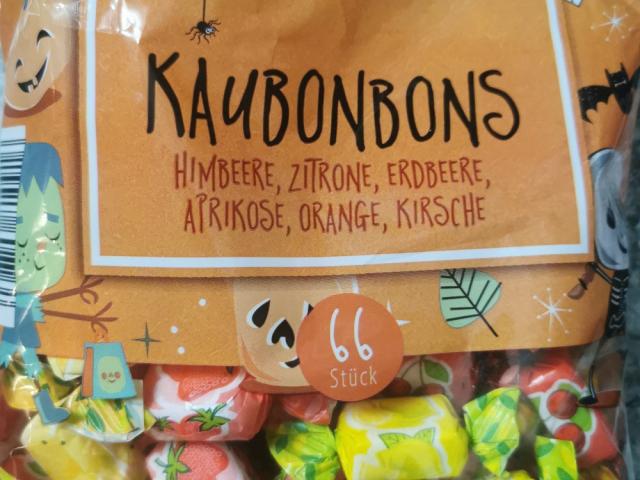 KAUBONBONS
HIMBEERE, ZITRONE, ERDBEERE,
APRIKOSE, ORANGE, KIRSCHE
66
Stück